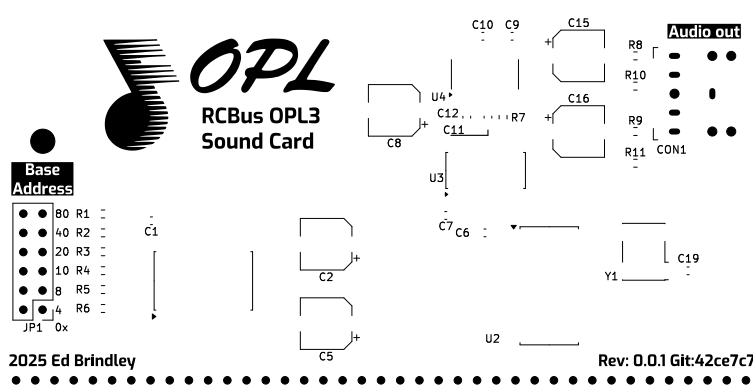 C10 C9 C15
Audio out
OPL
R8
R10
U4
RCBus OPL3
C12
R7
C16
R9
Sound Card
C8
C11
R11
CON1
Base
Address
U3
80 R1
40 R2
C1
C7 C6
20 R3
C19
10 R4
C2
Y1
8 R5
4 R6
JP1 0x
U2
C5
2025 Ed Brindley
Rev: 0.0.1 Git:42ce7c7